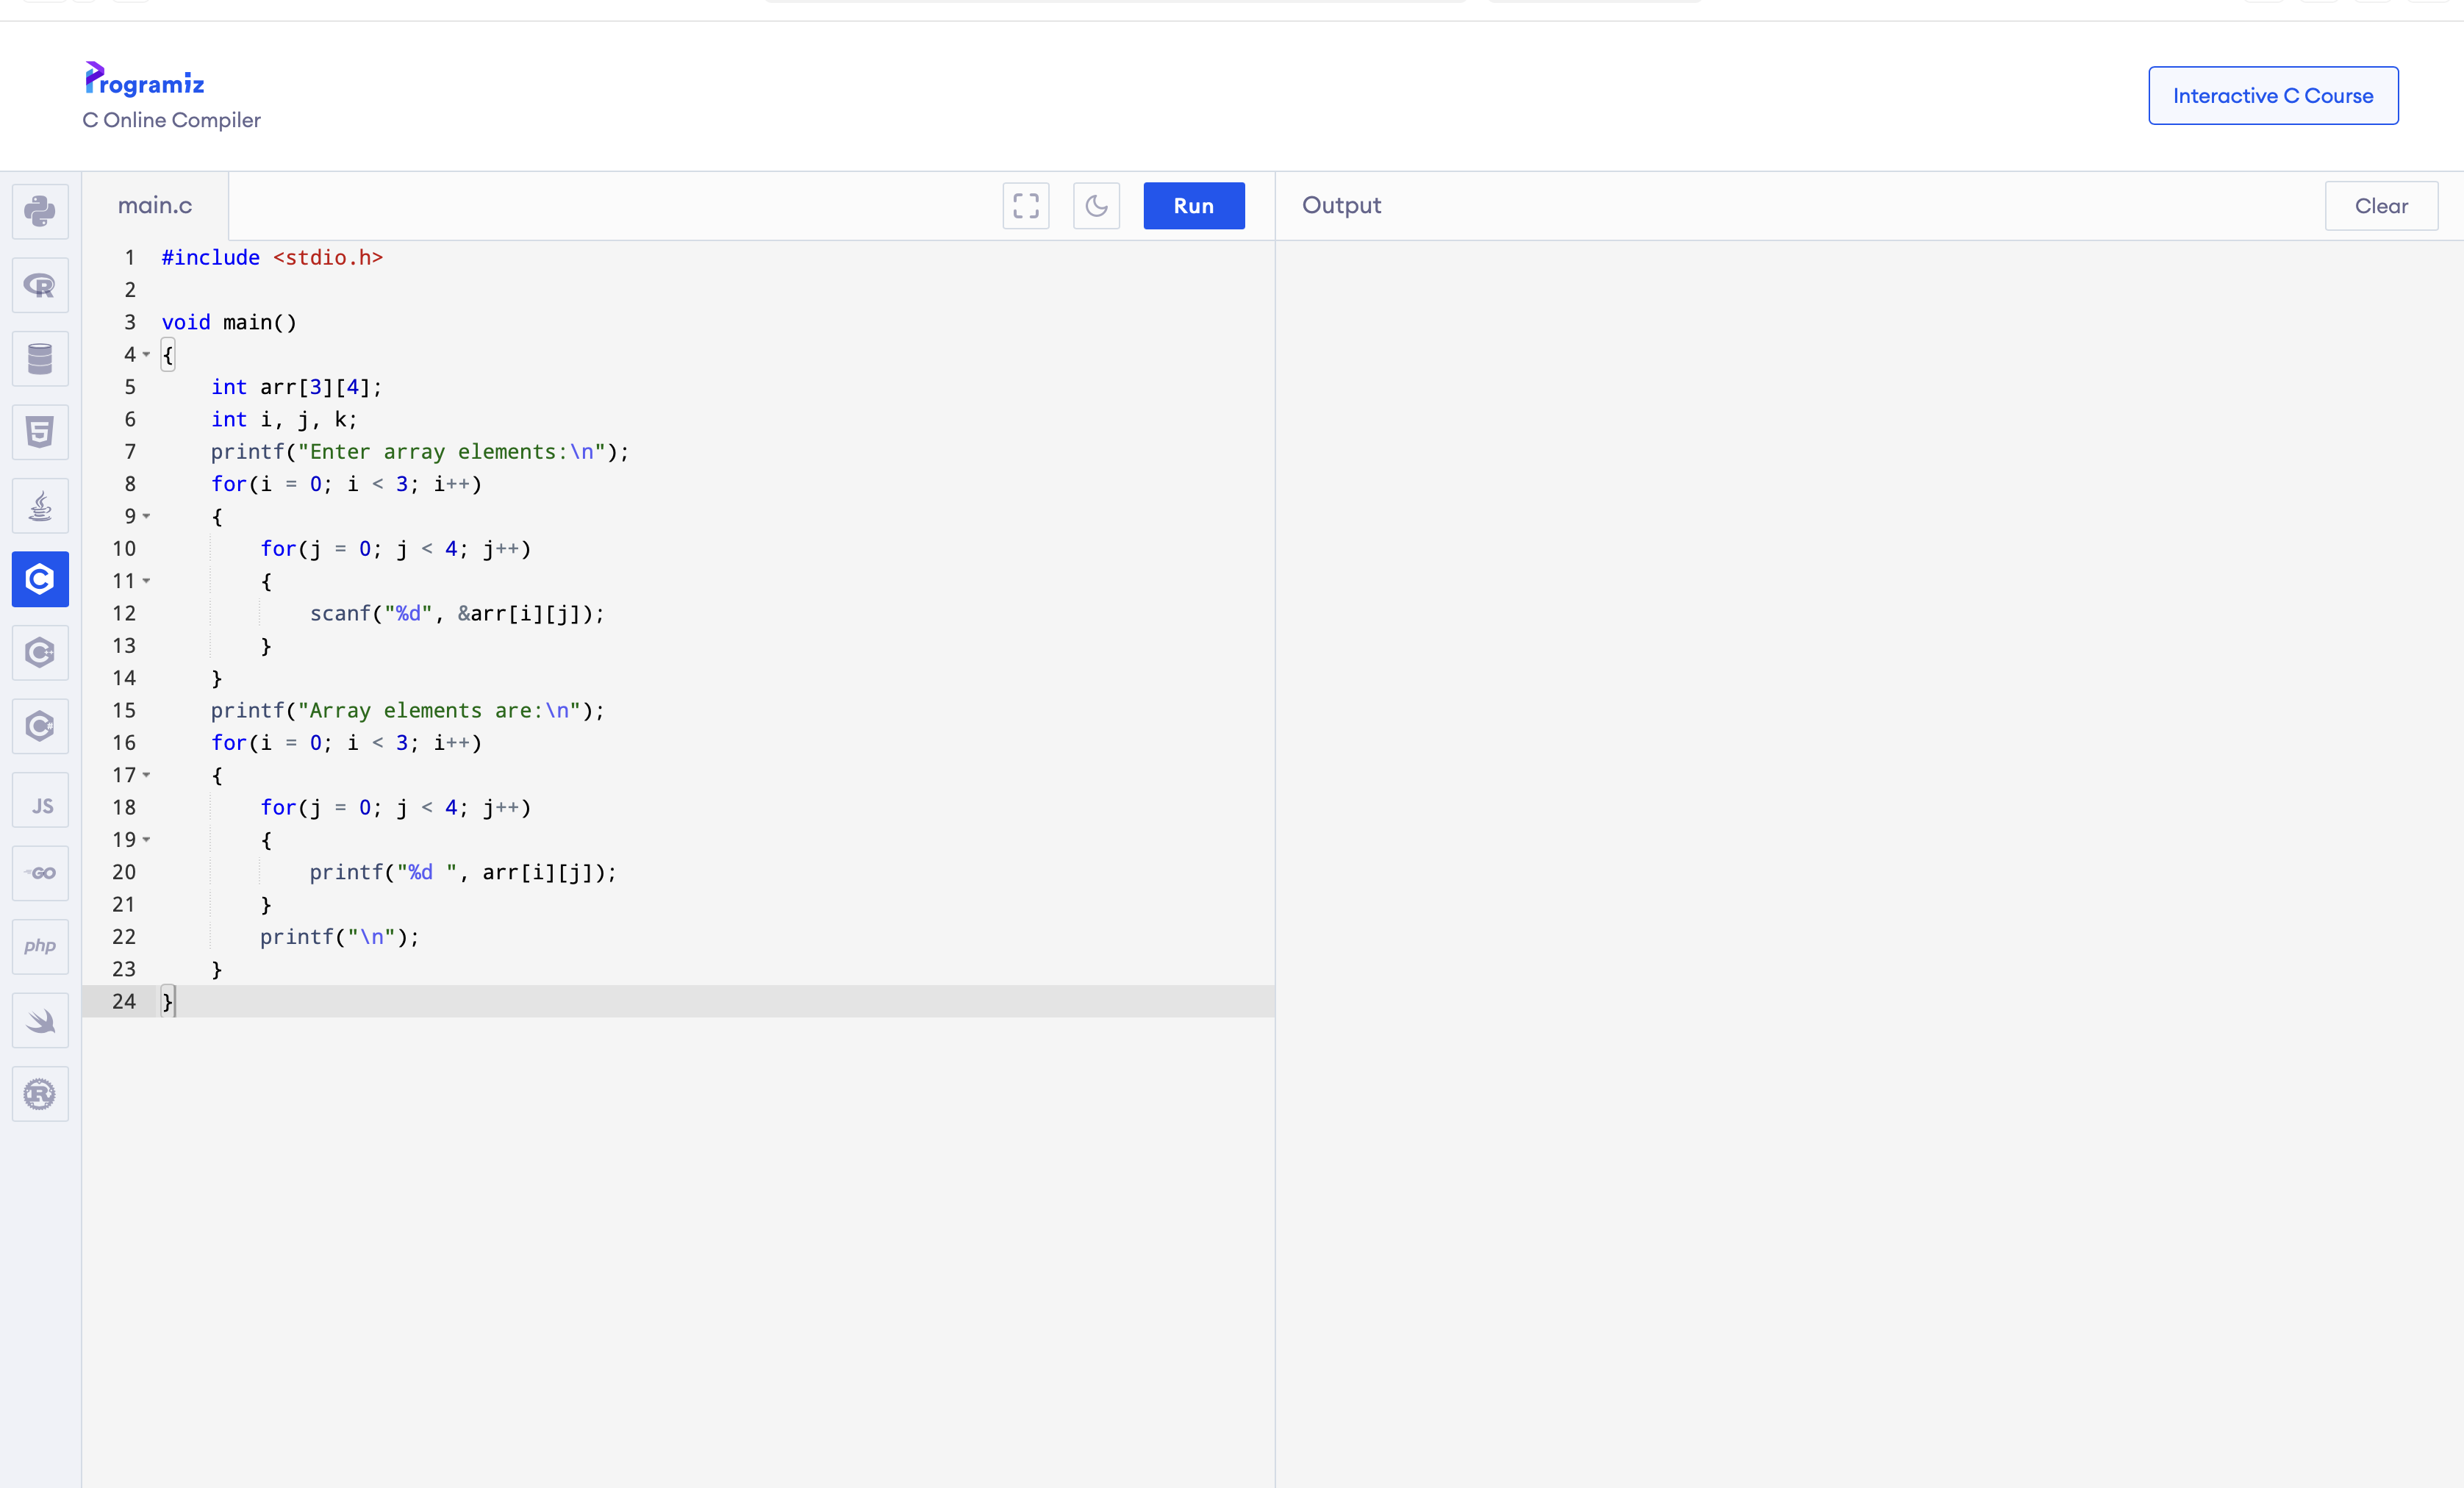 Programiz
C Online Compiler
Interactive C Course
main.c
Run
Output
Clear
1 #include <stdio.h>
2
3 void main()
4 {
5     int arr[3][4];
6     int i, j, k;
7     printf("Enter array elements:\n");
8     for(i = 0; i < 3; i++)
9     {
10         for(j = 0; j < 4; j++)
11         {
12             scanf("%d", &arr[i][j]);
13         }
14     }
15     printf("Array elements are:\n");
16     for(i = 0; i < 3; i++)
17     {
18         for(j = 0; j < 4; j++)
19         {
20             printf("%d ", arr[i][j]);
21         }
22         printf("\n");
23     }
24 }
R
5
C
C++
C#
JS
GO
php
R